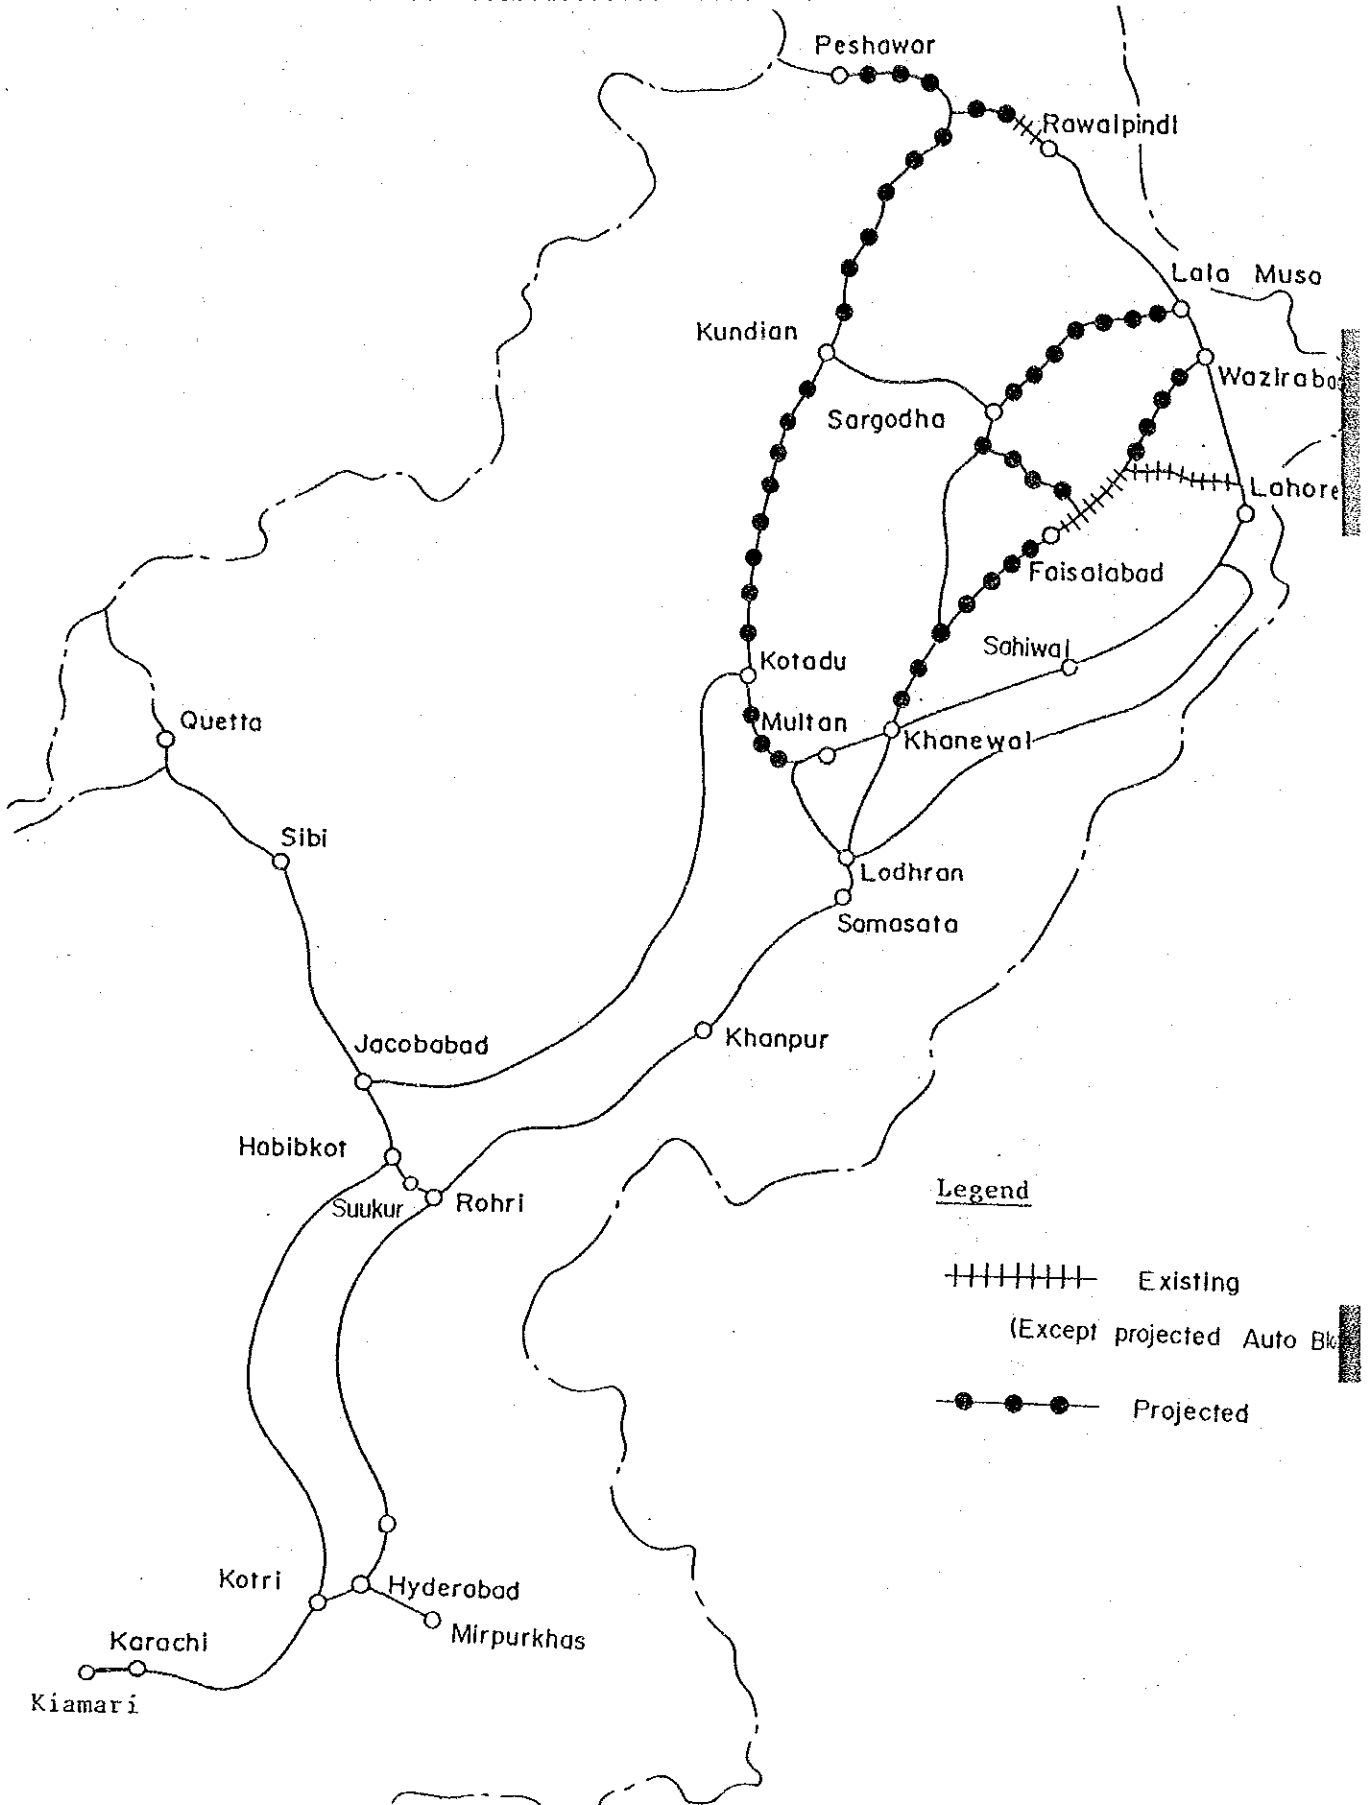 Peshawar
Rawalpindi
Lala Musa
Kundian
Sargodha
Lahore
Faisalabad
Sahiwal
Kotadu
Multan
Khanewal
Quetta
Sibi
Lodhran
Samasata
Jacobabad
Khanpur
Habibkot
Suukur
Rohri
Legend
Existing
(Except projected Auto
Projected
Kotri
Hyderabad
Mirpurkhas
Karachi
Kiamari